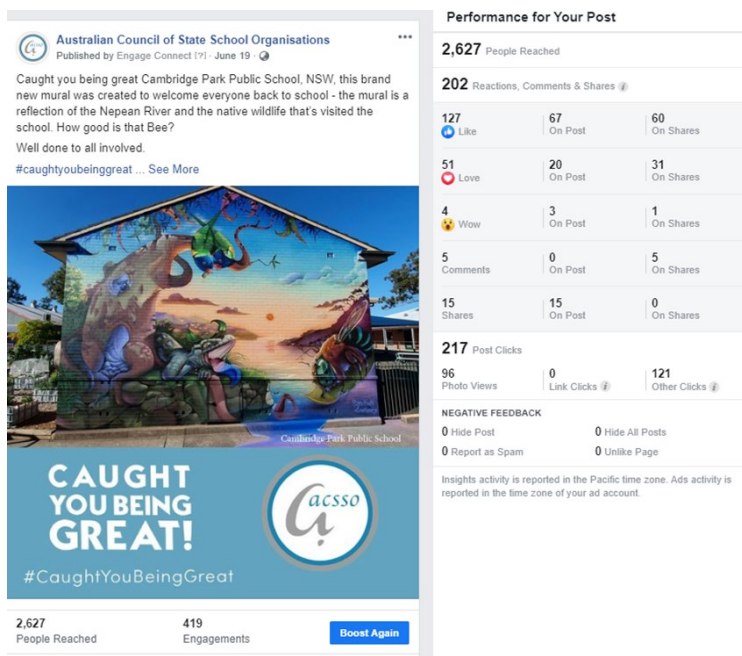 Australian Council of State School Organisations
Published by Engage Connect [?] · June 19 ·
Caught you being great Cambridge Park Public School, NSW, this brand
new mural was created to welcome everyone back to school - the mural is a
reflection of the Nepean River and the native wildlife that's visited the
school. How good is that Bee?
Well done to all involved.
#caughtyoubeinggreat ... See More
Cambridge Park Public School
CAUGHT
YOU BEING
GREAT!
#CaughtYouBeingGreat
acsso
2,627
People Reached
419
Engagements
Boost Again
Performance for Your Post
2,627 People Reached
202 Reactions, Comments & Shares
127 Like
67 On Post
60 On Shares
51 Love
20 On Post
31 On Shares
4 Wow
3 On Post
1 On Shares
5 Comments
0 On Post
5 On Shares
15 Shares
15 On Post
0 On Shares
217 Post Clicks
96 Photo Views
0 Link Clicks
121 Other Clicks
NEGATIVE FEEDBACK
0 Hide Post
0 Hide All Posts
0 Report as Spam
0 Unlike Page
Insights activity is reported in the Pacific time zone. Ads activity is
reported in the time zone of your ad account.